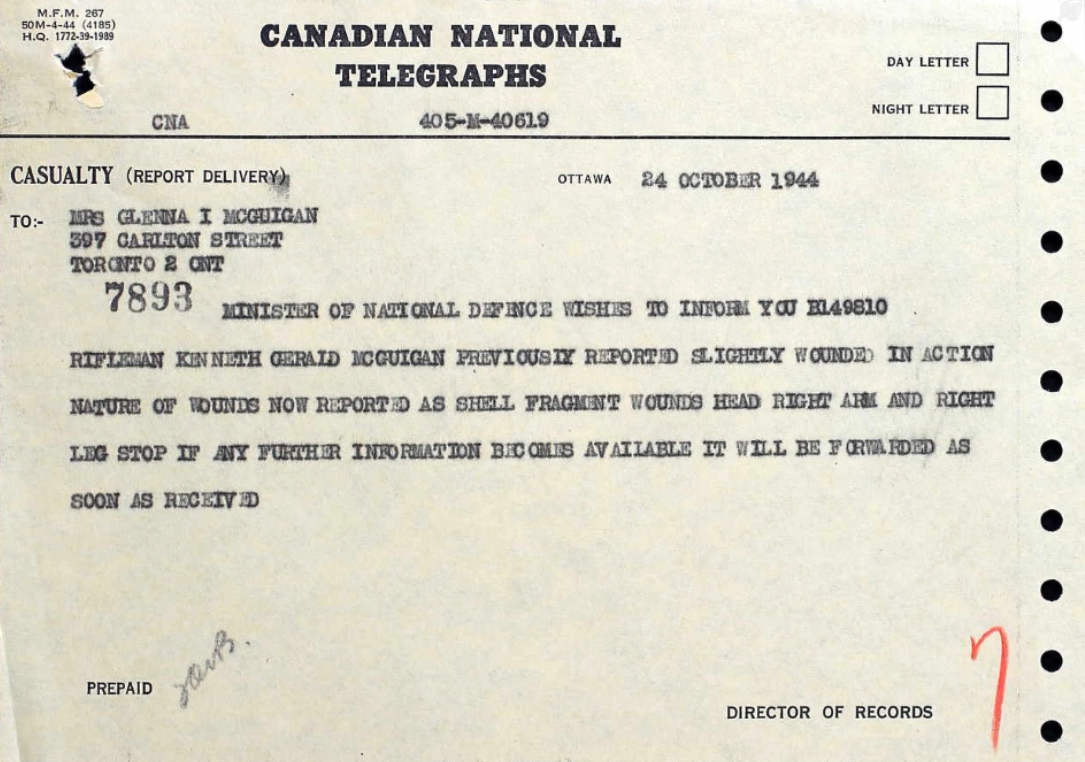 M.F.M. 267
50M-4-44 (4185)
H.Q. 1772-39-1989
CANADIAN NATIONAL
TELEGRAPHS
DAY LETTER
NIGHT LETTER
CNA 405-M-40619
CASUALTY (REPORT DELIVERY) OTTAWA 24 OCTOBER 1944
TO:- MRS GLENNA I MCGUIGAN
397 CARLTON STREET
TORONTO 2 ONT
7893 MINISTER OF NATIONAL DEFENCE WISHES TO INFORM YOU B149810
RIFLEMAN KENNETH GERALD MCGUIGAN PREVIOUSLY REPORTED SLIGHTLY WOUNDED IN ACTION
NATURE OF WOUNDS NOW REPORTED AS SHELL FRAGMENT WOUNDS HEAD RIGHT ARM AND RIGHT
LEG STOP IF ANY FURTHER INFORMATION BECOMES AVAILABLE IT WILL BE FORWARDED AS
SOON AS RECEIVED
PREPAID
DIRECTOR OF RECORDS
7